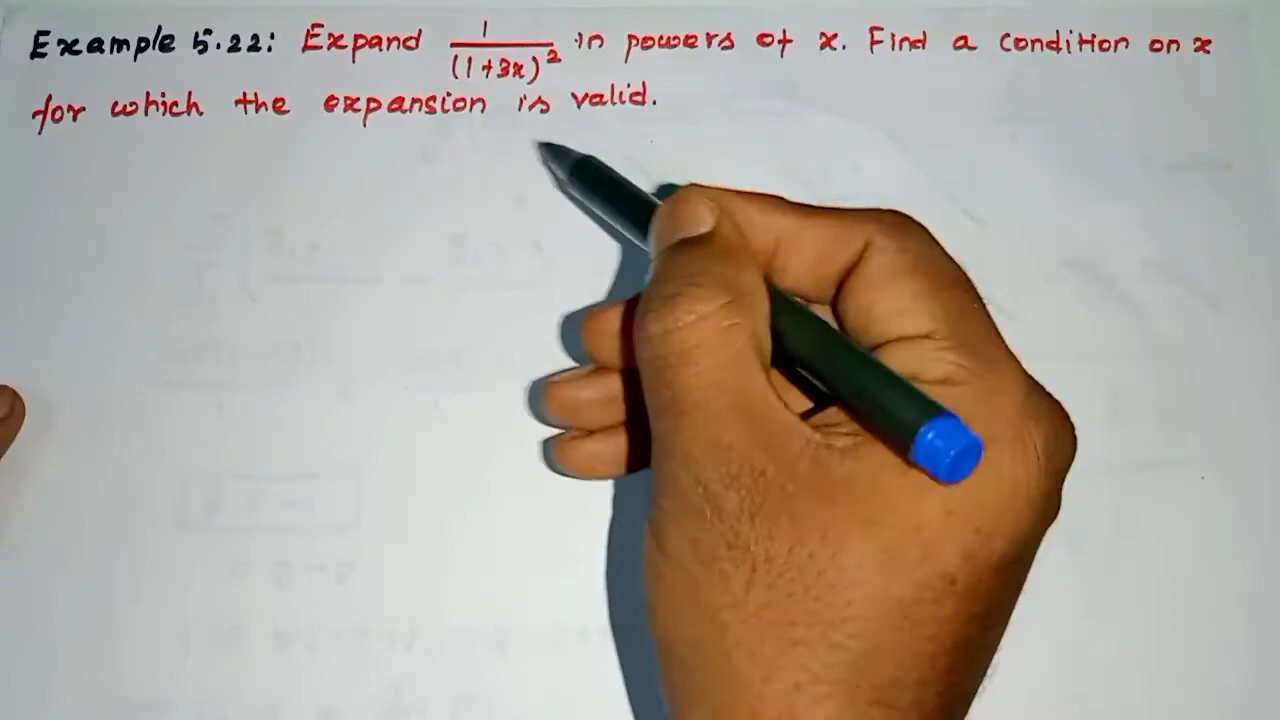 Example 5.22: Expand 1/(1+3x)² in powers of x. Find a condition on x
for which the expansion is valid.